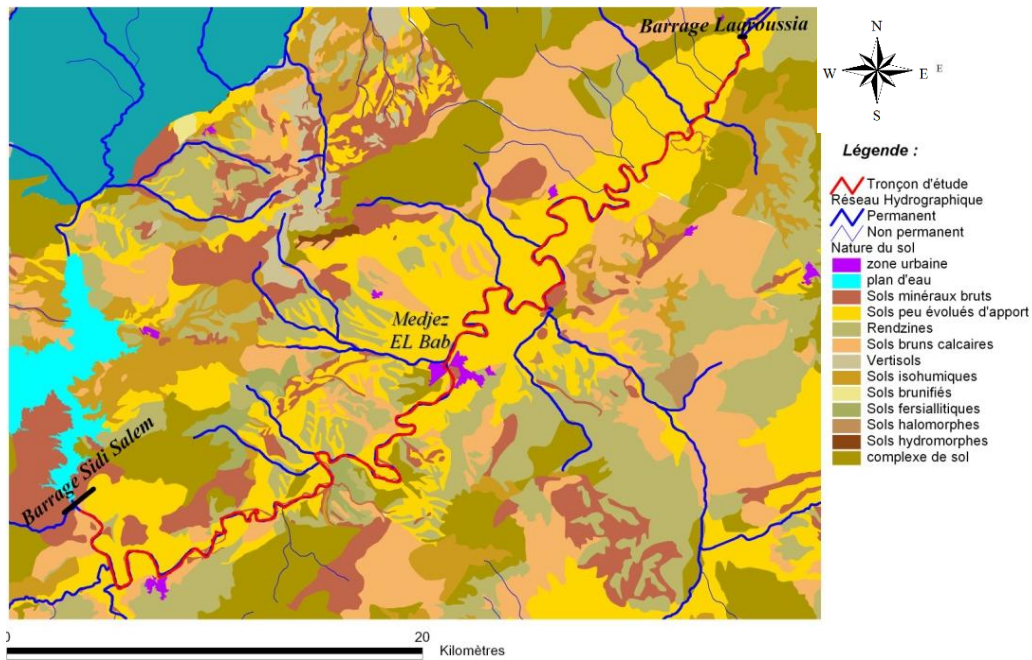 Barrage Laaroussia
N
W
E
E
S
Légende :
Tronçon d'étude
Réseau Hydrographique
Permanent
Non permanent
Nature du sol
zone urbaine
plan d'eau
Sols minéraux bruts
Sols peu évolués d'apport
Rendzines
Sols bruns calcaires
Vertisols
Sols isohumiques
Sols brunifiés
Sols fersiallitiques
Sols halomorphes
Sols hydromorphes
complexe de sol
Medjez
EL Bab
Barrage Sidi Salem
0
20
Kilomètres